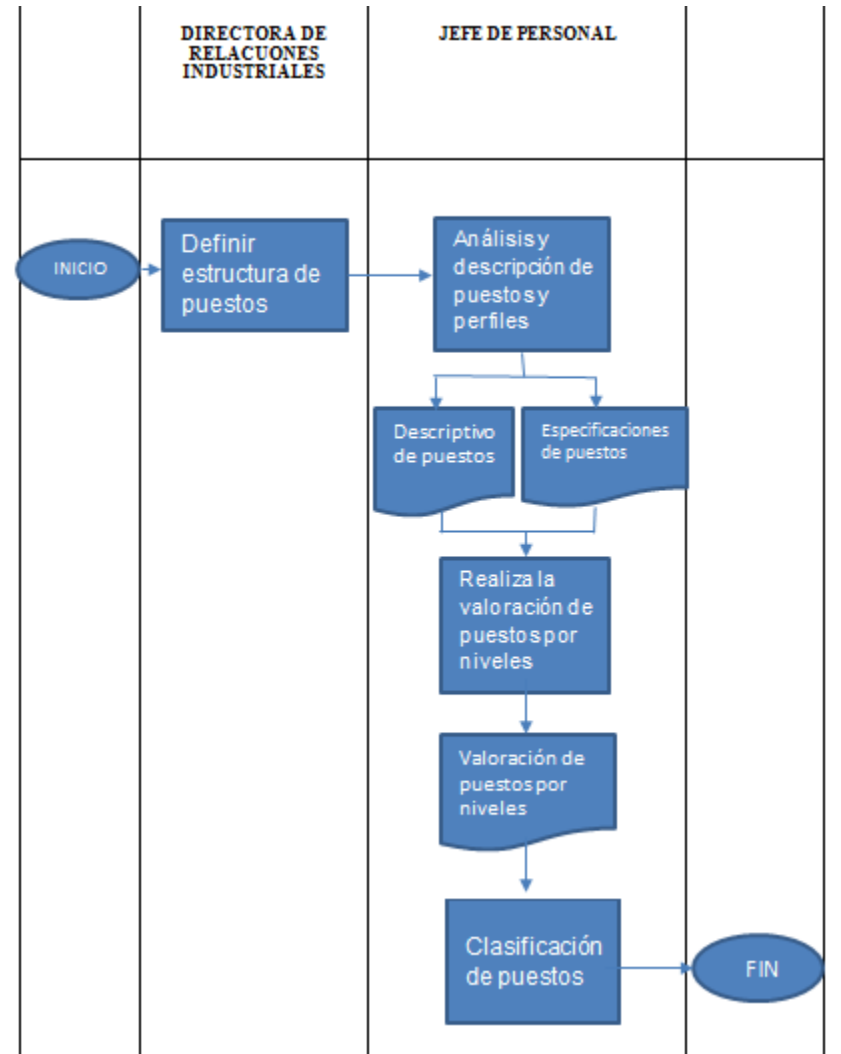 DIRECTORA DE
RELACUONES
INDUSTRIALES
JEFE DE PERSONAL
INICIO
Definir
estructura de
puestos
Análisis y
descripción de
puestos y
perfiles
Descriptivo
de puestos
Especificaciones
de puestos
Realiza la
valoración de
puestos por
niveles
Valoración de
puestos por
niveles
Clasificación
de puestos
FIN